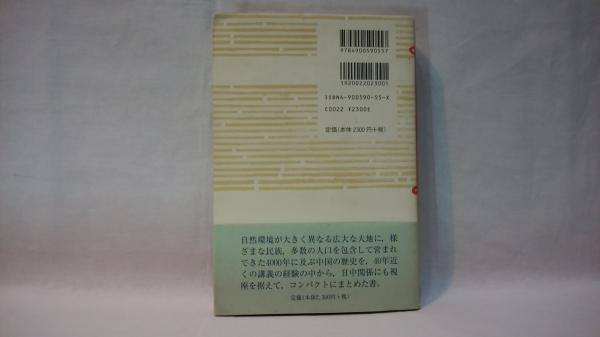 9784900590557
1920022023001
ISBN4-900590-55-X
C0022 ¥2300E
定価(本体2300円+税)
自然環境が大きく異なる広大な大地に，様
ざまな民族，多数の人口を包含して営まれ
てきた4000年に及ぶ中国の歴史を，40年近
くの講義の経験の中から，日中関係にも視
座を据えて，コンパクトにまとめた書。
定価(本体2,300円+税)